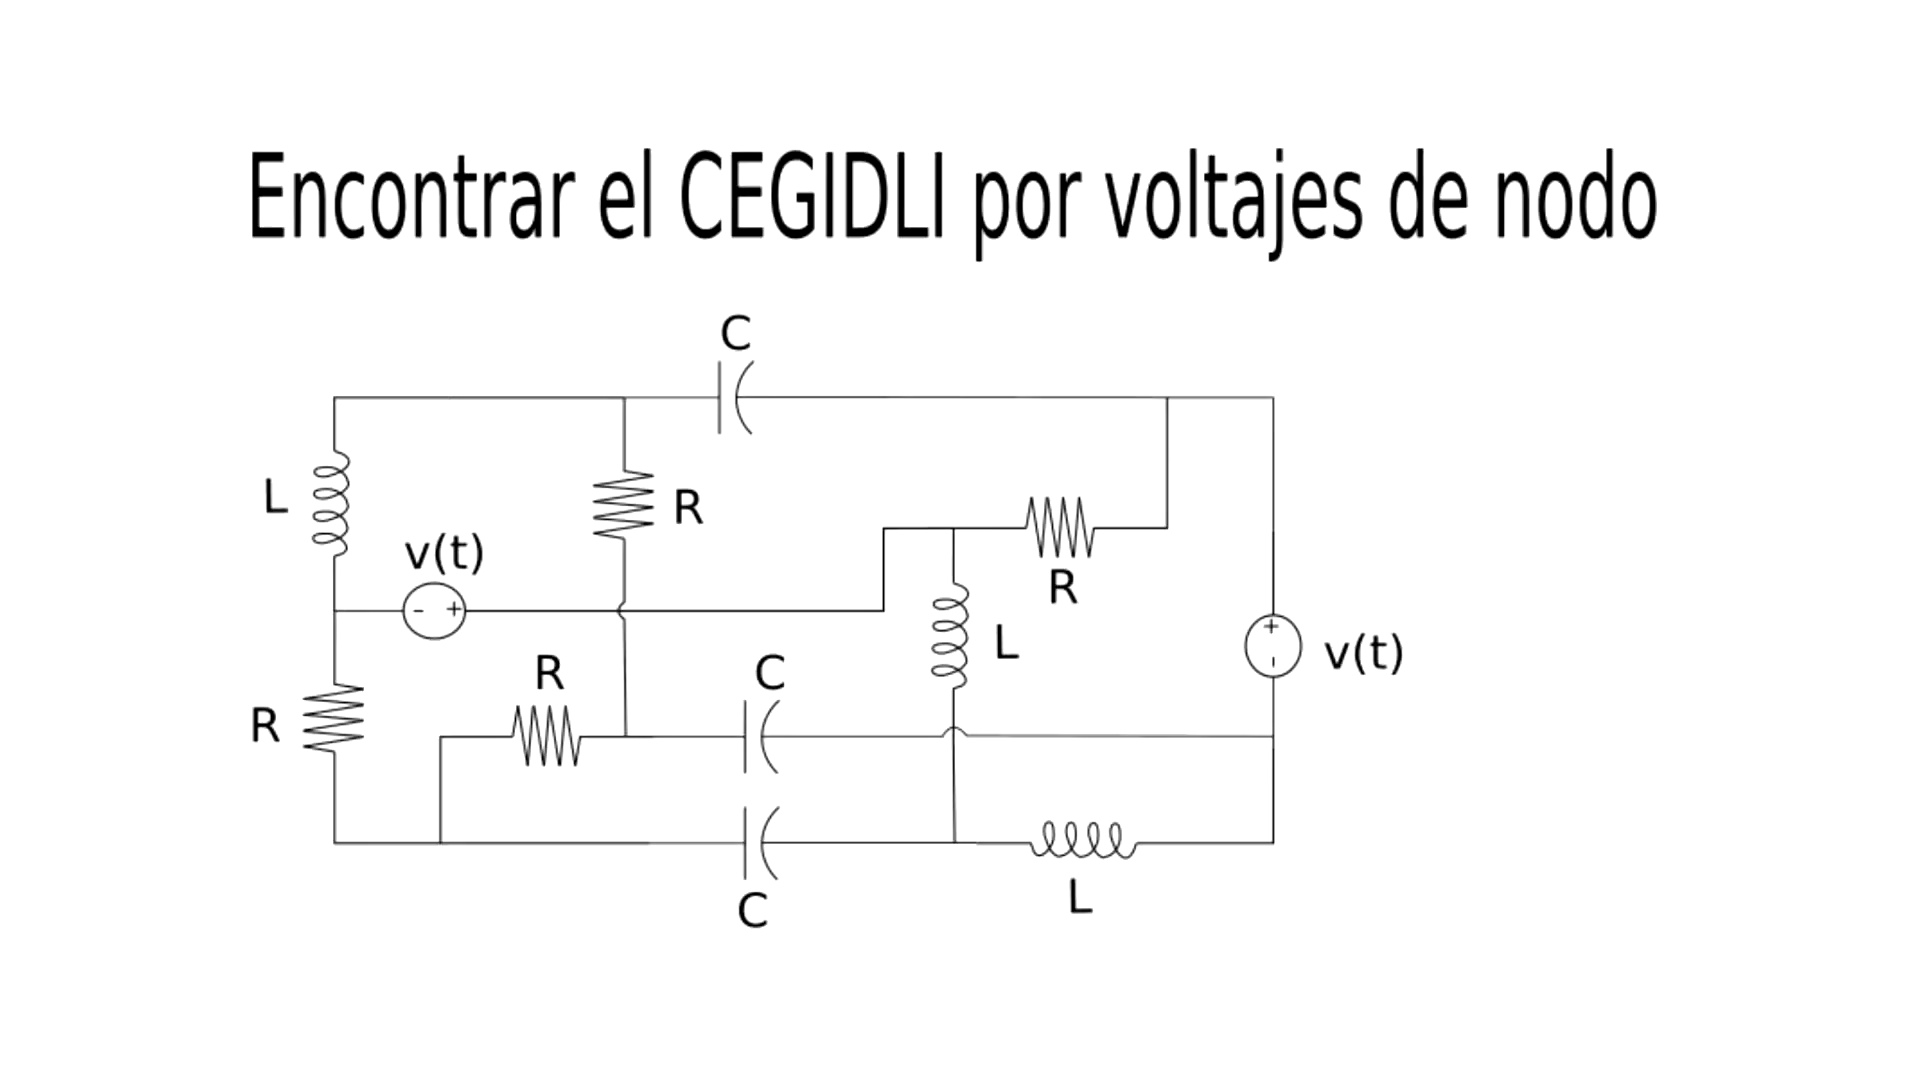 Encontrar el CEGIDLI por voltajes de nodo
C
L
R
v(t)
- +
R
L
+
-
v(t)
R
R
C
C
L